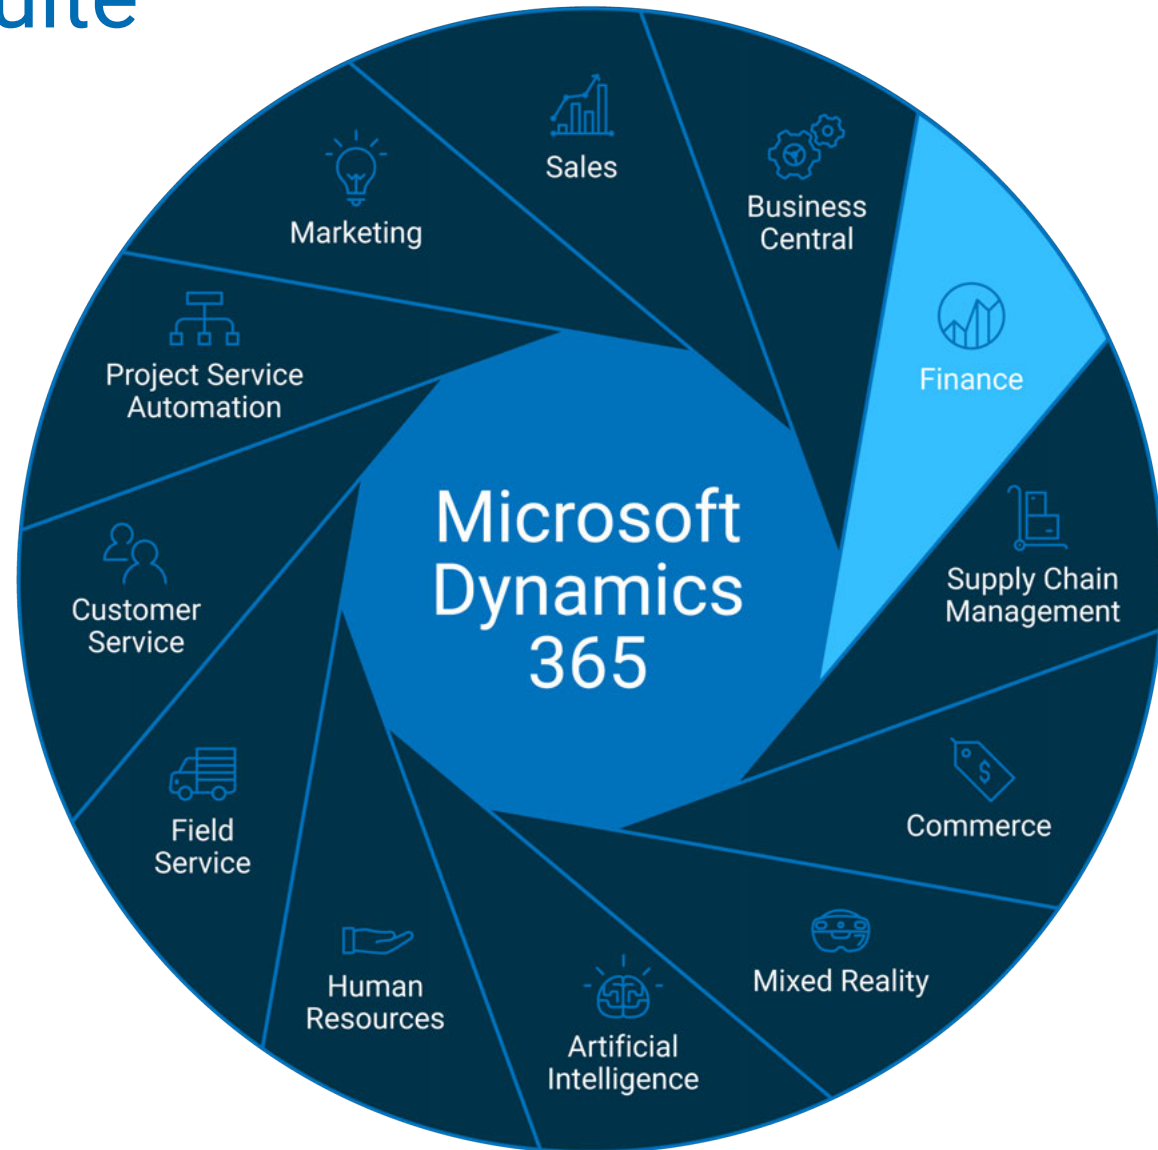 Sales
Business
Central
Marketing
Finance
Project Service
Automation
Microsoft
Dynamics
365
Supply Chain
Management
Customer
Service
Commerce
Field
Service
Mixed Reality
Human
Resources
Artificial
Intelligence